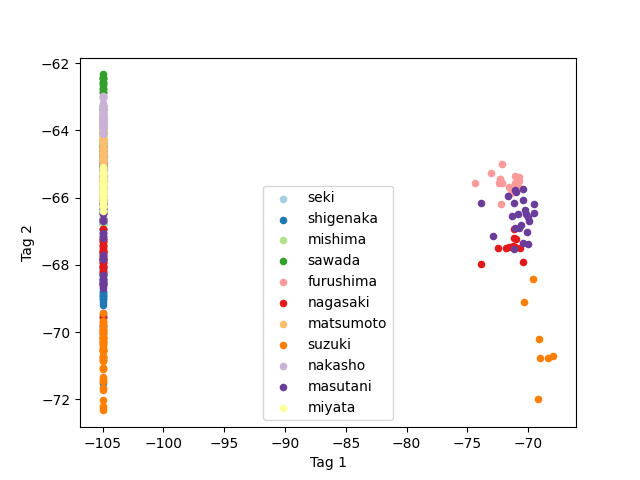 −62
−64
−66
−68
−70
−72
Tag 2
seki
shigenaka
mishima
sawada
furushima
nagasaki
matsumoto
suzuki
nakasho
masutani
miyata
−105 −100 −95 −90 −85 −80 −75 −70
Tag 1